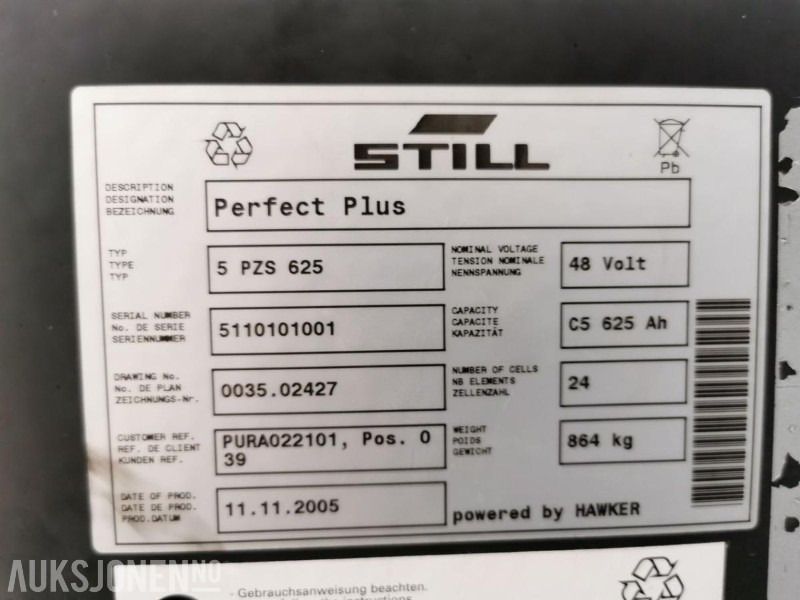 STILL
Pb
DESCRIPTION
DESIGNATION
BEZEICHNUNG
Perfect Plus
TYP
TYPE
TYP
5 PZS 625
NOMINAL VOLTAGE
TENSION NOMINALE
NENNSPANNUNG
48 Volt
SERIAL NUMBER
No. DE SERIE
SERIENNUMMER
5110101001
CAPACITY
CAPACITE
KAPAZITÄT
C5 625 Ah
DRAWING No.
No. DE PLAN
ZEICHNUNGS-Nr.
0035.02427
NUMBER OF CELLS
NB ELEMENTS
ZELLENZAHL
24
CUSTOMER REF.
REF. DE CLIENT
KUNDEN REF.
PURA022101, Pos. 0
39
WEIGHT
POIDS
GEWICHT
864 kg
DATE OF PROD.
DATE DE PROD.
PROD.DATUM
11.11.2005
powered by HAWKER
- Gebrauchsanweisung beachten.
AUKSJONEN.NO